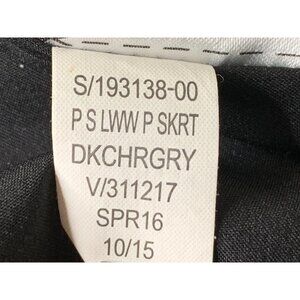 S/193138-00
P S LWW P SKRT
DKCHRGRY
V/311217
SPR16
10/15